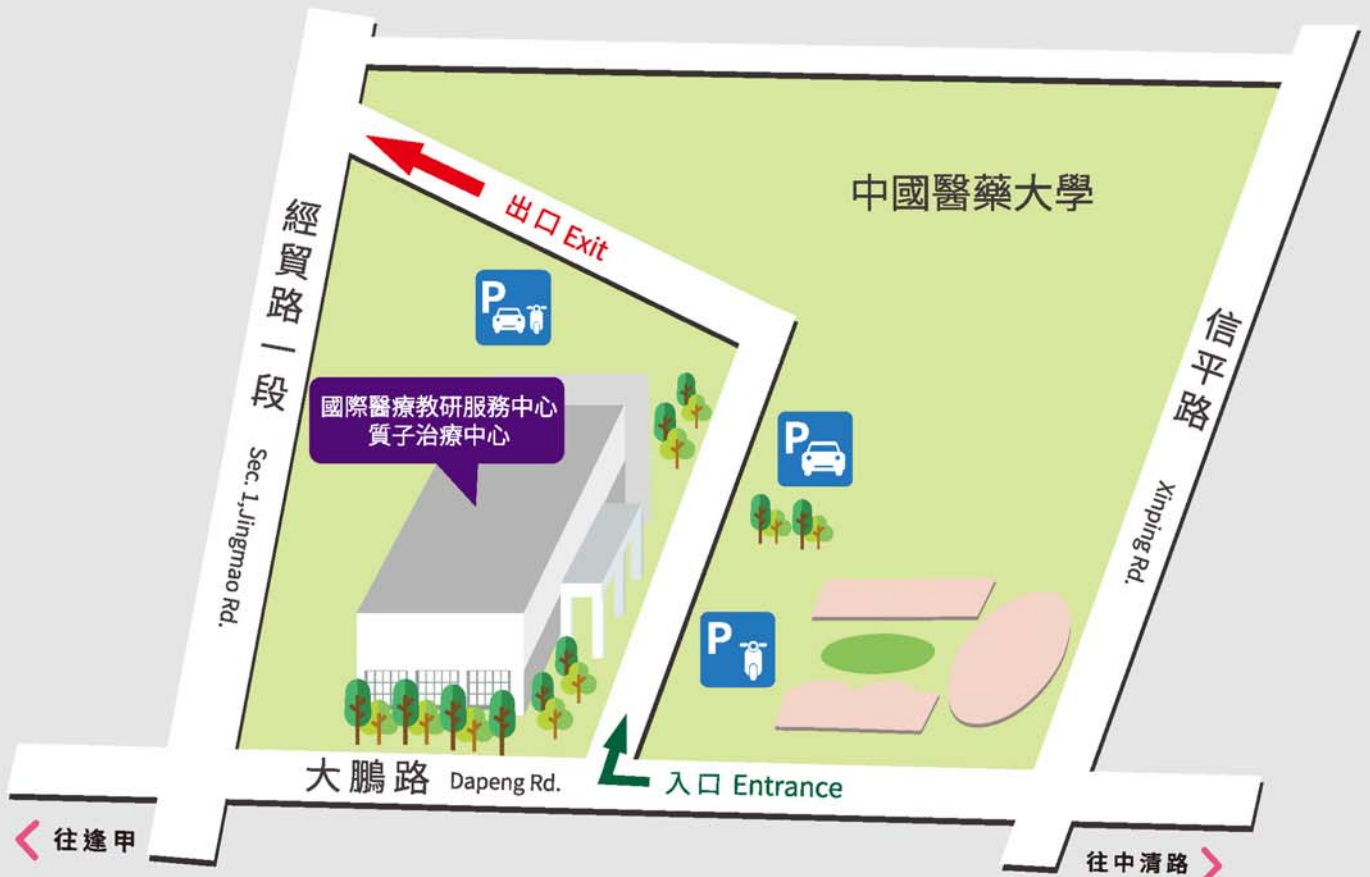 中國醫藥大學
出口 Exit
經貿路一段 Sec. 1,Jingmao Rd.
P
信平路 Xinping Rd.
國際醫療教研服務中心
質子治療中心
P
P
大鵬路 Dapeng Rd.
入口 Entrance
往逢甲
往中清路